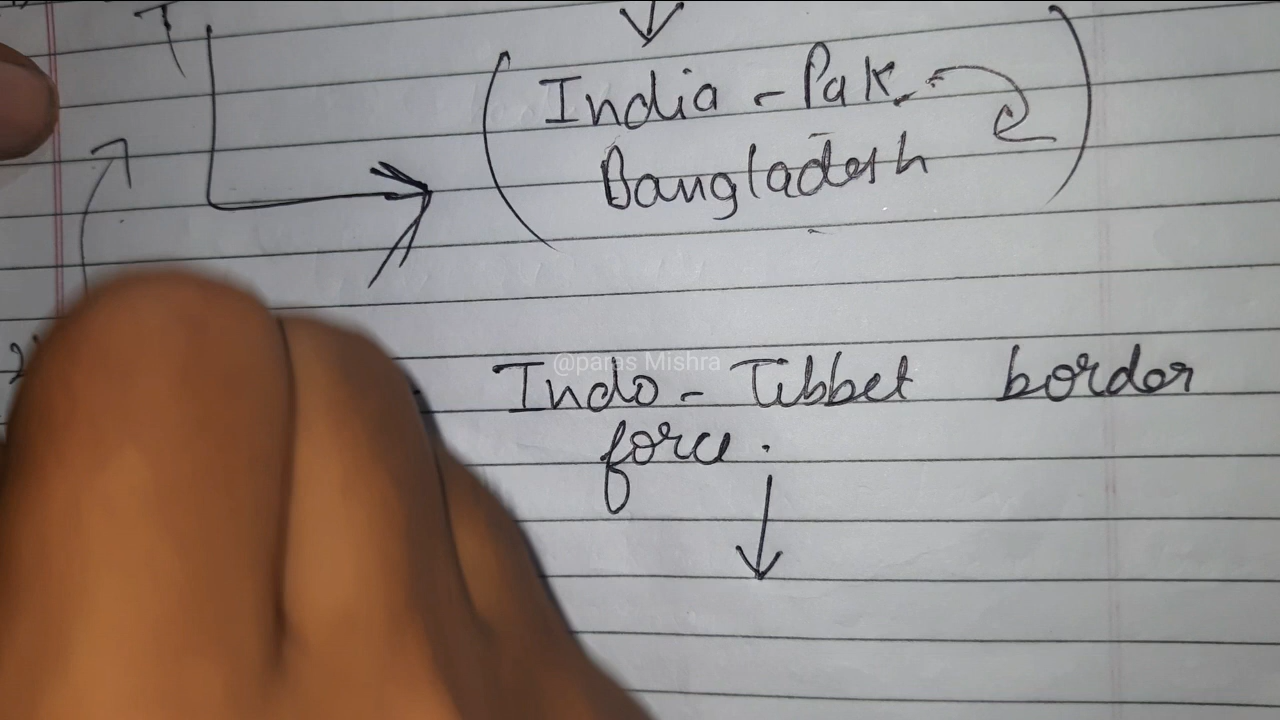 India - Pak.
Bangladesh
@paras Mishra
Indo - Tibbet border
force.